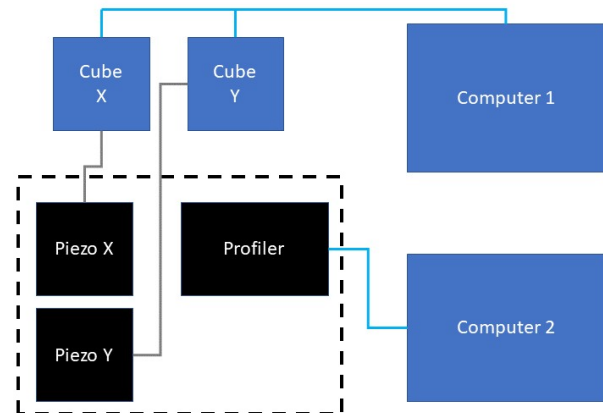 Cube
X
Cube
Y
Computer 1
Piezo X
Profiler
Piezo Y
Computer 2